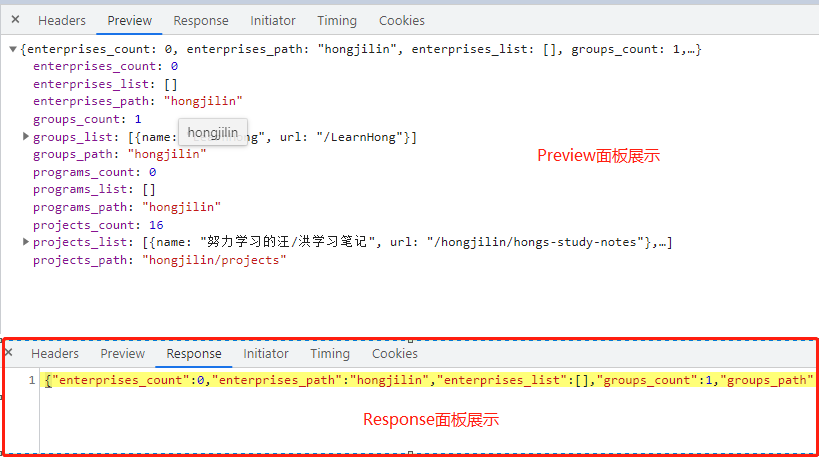 × Headers Preview Response Initiator Timing Cookies
▼{enterprises_count: 0, enterprises_path: "hongjilin", enterprises_list: [], groups_count: 1,…}
enterprises_count: 0
enterprises_list: []
enterprises_path: "hongjilin"
groups_count: 1
hongjilin
▶groups_list: [{name: ong", url: "/LearnHong"}]
Preview面板展示
groups_path: "hongjilin"
programs_count: 0
programs_list: []
programs_path: "hongjilin"
projects_count: 16
▶projects_list: [{name: "努力学习的汪/洪学习笔记", url: "/hongjilin/hongs-study-notes"},…]
projects_path: "hongjilin/projects"
× Headers Preview Response Initiator Timing Cookies
1 {"enterprises_count":0,"enterprises_path":"hongjilin","enterprises_list":[],"groups_count":1,"groups_path"
Response面板展示